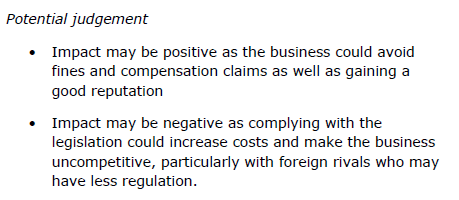 Potential judgement
• Impact may be positive as the business could avoid
fines and compensation claims as well as gaining a
good reputation
• Impact may be negative as complying with the
legislation could increase costs and make the business
uncompetitive, particularly with foreign rivals who may
have less regulation.